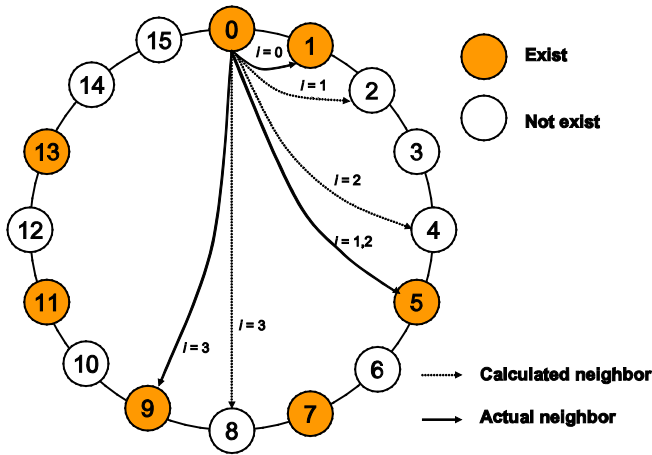 0
15
1
l = 0
Exist
14
l = 1
2
Not exist
13
3
l = 2
12
4
l = 1,2
11
5
l = 3
l = 3
10
6
Calculated neighbor
9
7
Actual neighbor
8